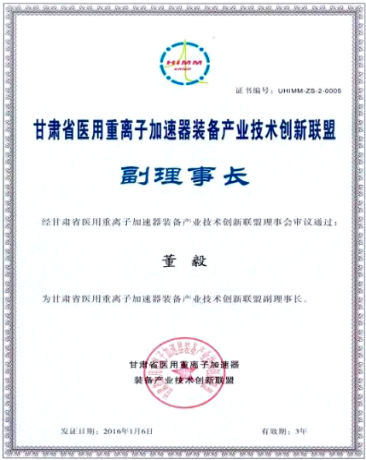 HIMM
证书编号：UHIMM-ZS-2-0006
甘肃省医用重离子加速器装备产业技术创新联盟
副理事长
经甘肃省医用重离子加速器装备产业技术创新联盟理事会审议通过：
董 毅
为甘肃省医用重离子加速器装备产业技术创新联盟副理事长。
甘肃省医用重离子加速器
装备产业技术创新联盟
发证日期：2016年1月6日
有效期：3年